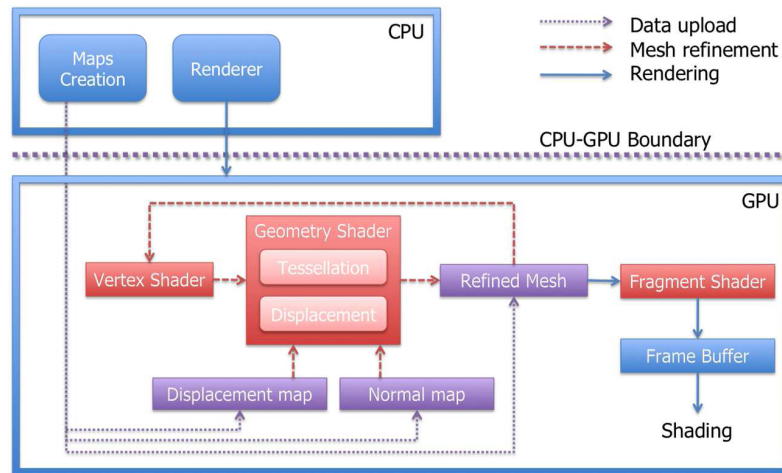 CPU
Maps
Creation
Renderer
Data upload
Mesh refinement
Rendering
CPU-GPU Boundary
GPU
Geometry Shader
Tessellation
Displacement
Vertex Shader
Refined Mesh
Fragment Shader
Frame Buffer
Displacement map
Normal map
Shading